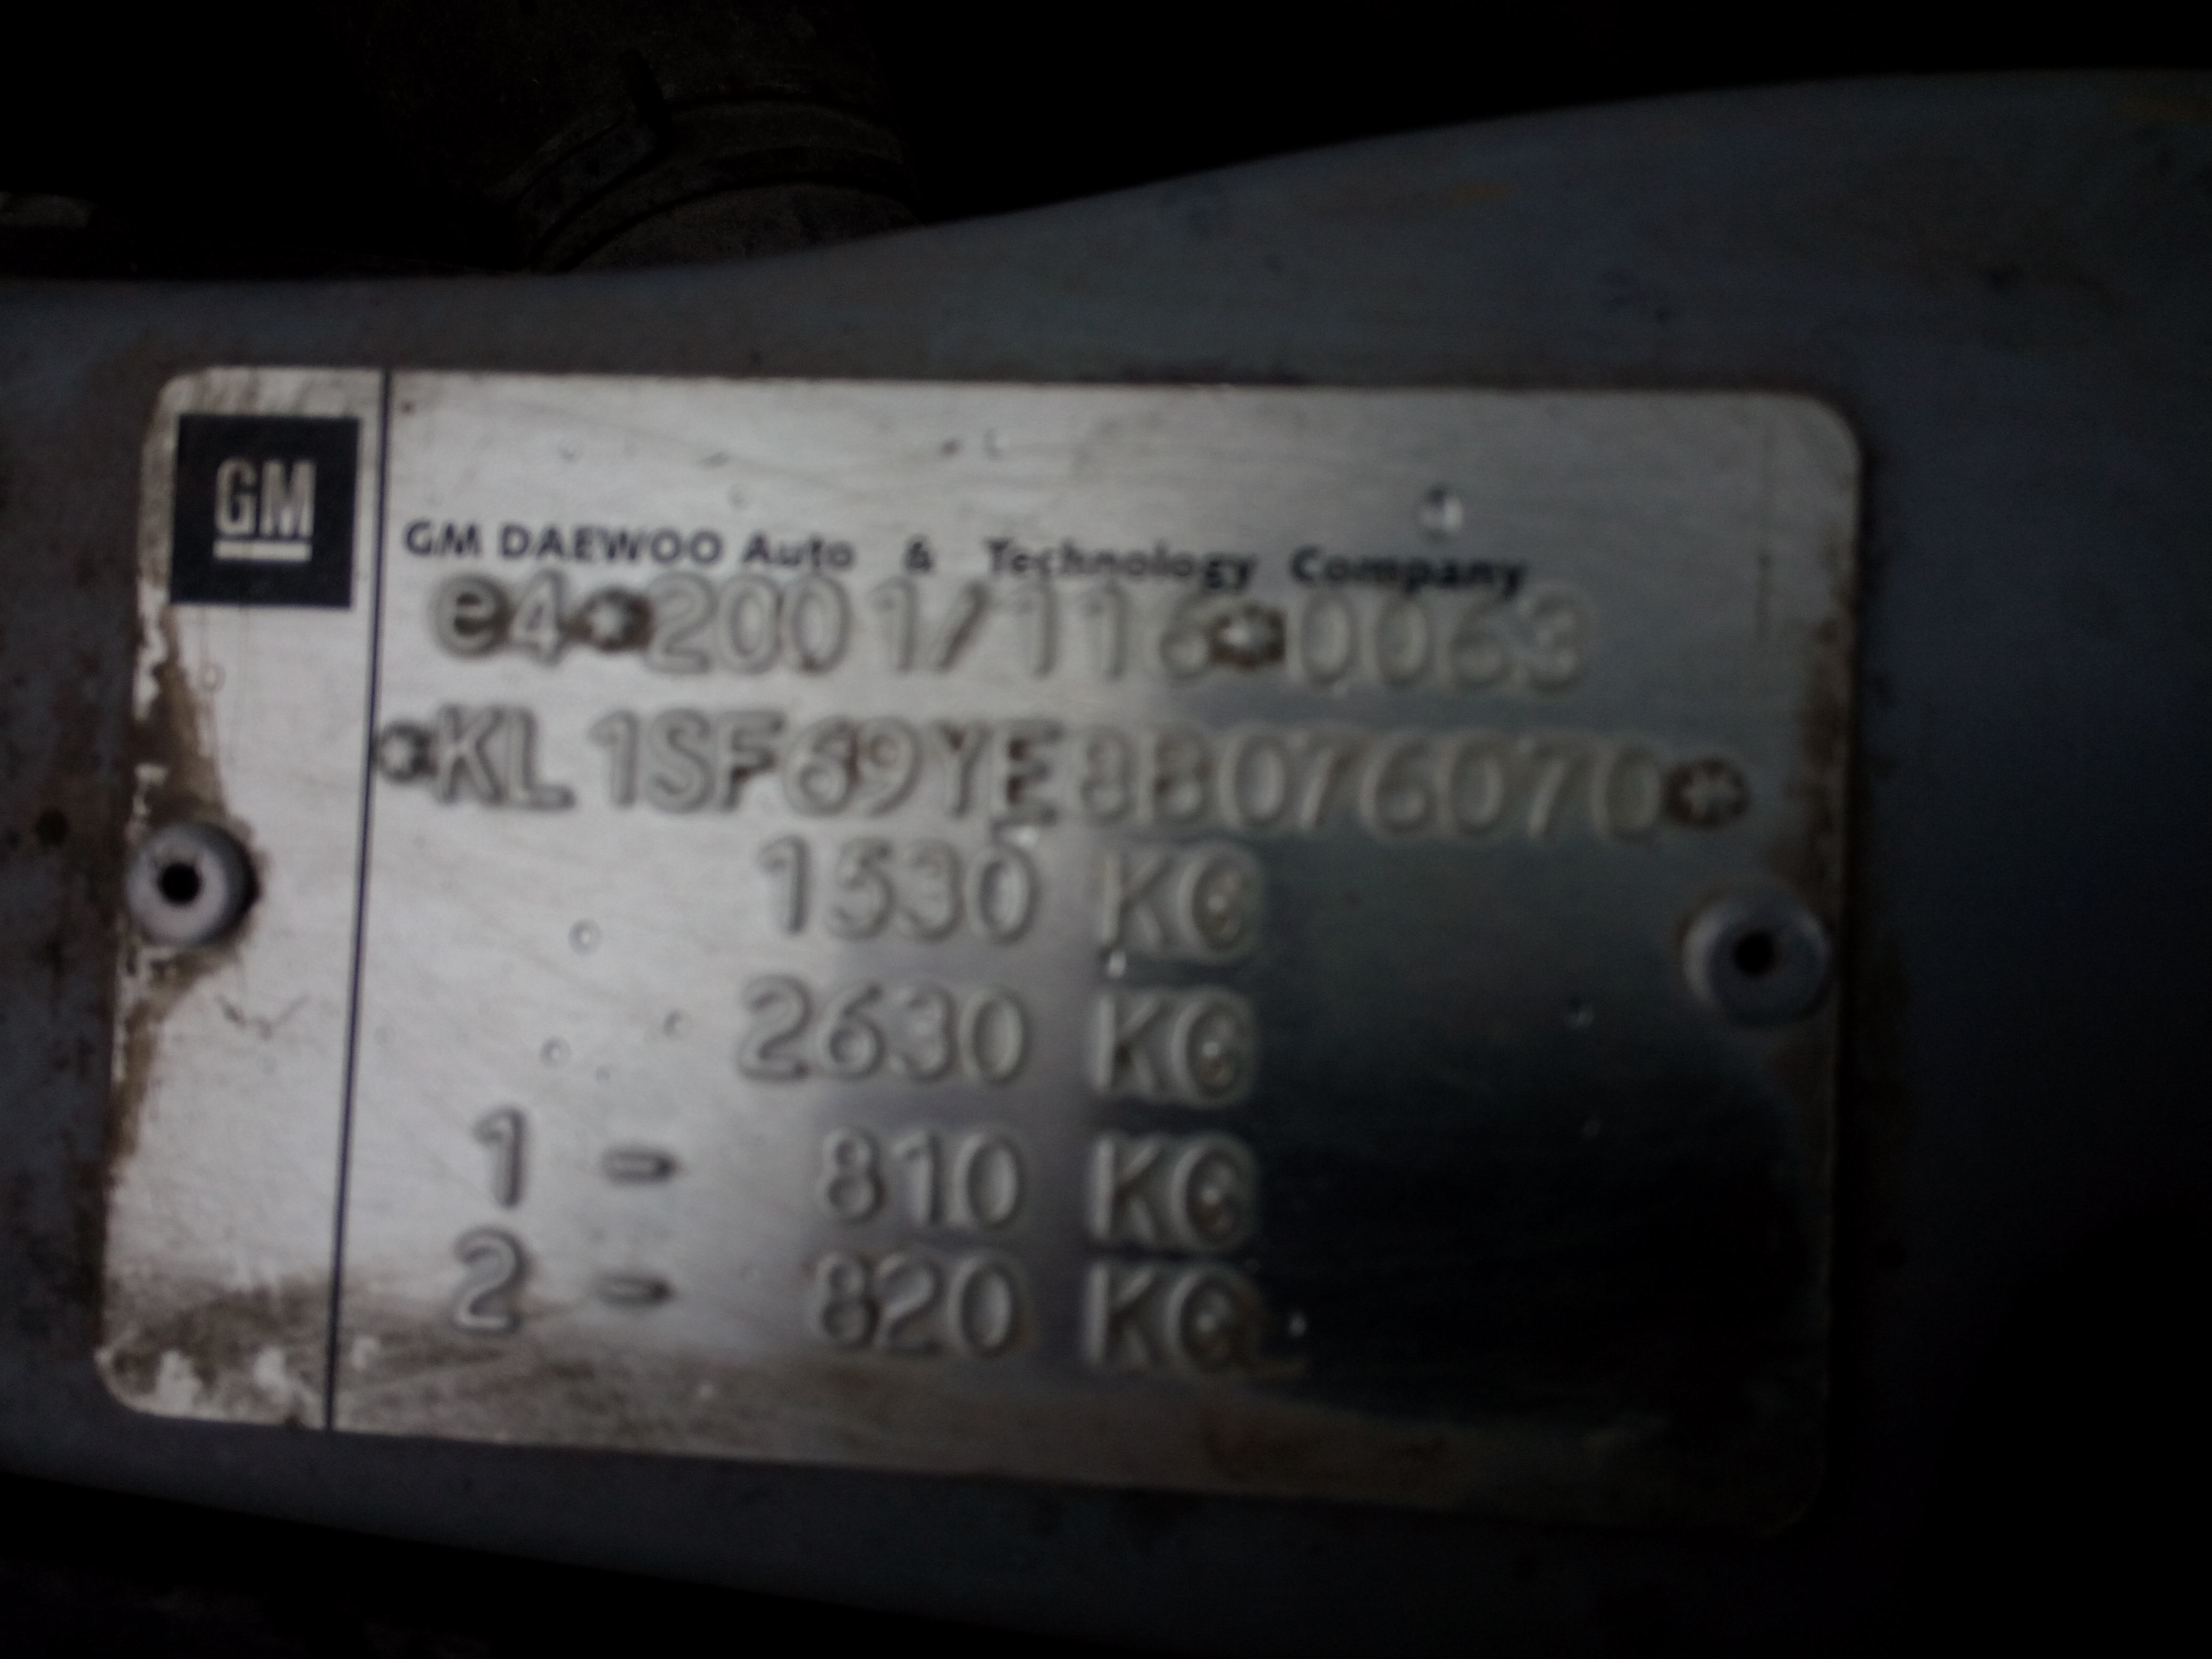 GM
GM DAEWOO Auto & Technology Company
e4*2001/116*0063
*KL1SF69YE8B076070*
1530 KG
2630 KG
1 - 810 KG
2 - 820 KG